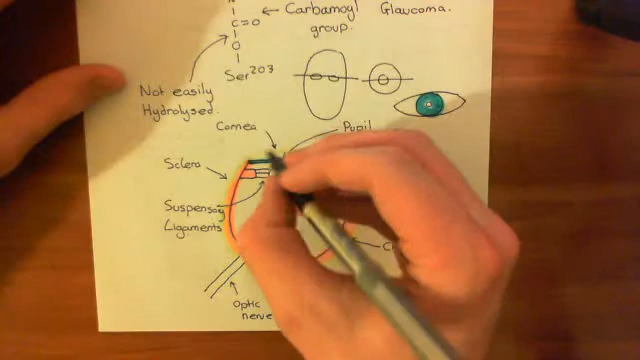 C=O ← Carbamoyl Glaucoma.
group.
O
Ser203
Not easily
Hydrolysed.
Cornea
Pupil
Sclera
Suspensory
Ligaments
Optic
nerve